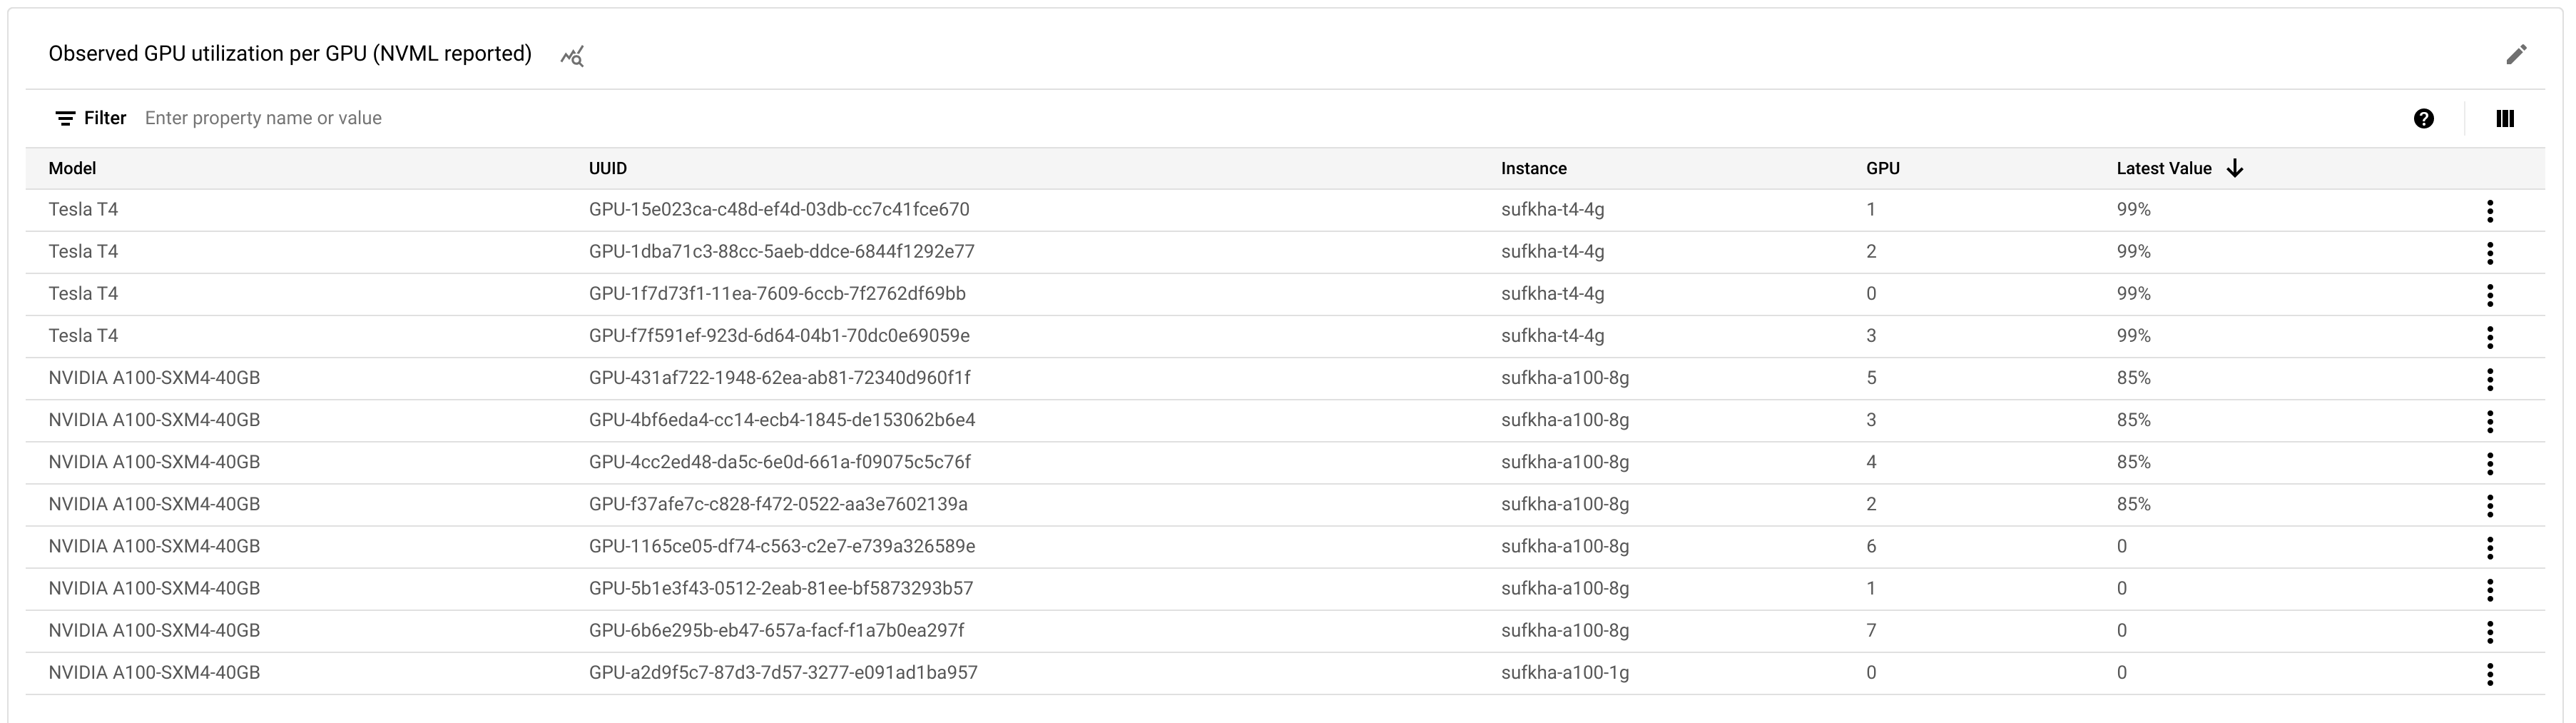 Observed GPU utilization per GPU (NVML reported)
Filter Enter property name or value
Model UUID Instance GPU Latest Value
Tesla T4 GPU-15e023ca-c48d-ef4d-03db-cc7c41fce670 sufkha-t4-4g 1 99%
Tesla T4 GPU-1dba71c3-88cc-5aeb-ddce-6844f1292e77 sufkha-t4-4g 2 99%
Tesla T4 GPU-1f7d73f1-11ea-7609-6ccb-7f2762df69bb sufkha-t4-4g 0 99%
Tesla T4 GPU-f7f591ef-923d-6d64-04b1-70dc0e69059e sufkha-t4-4g 3 99%
NVIDIA A100-SXM4-40GB GPU-431af722-1948-62ea-ab81-72340d960f1f sufkha-a100-8g 5 85%
NVIDIA A100-SXM4-40GB GPU-4bf6eda4-cc14-ecb4-1845-de153062b6e4 sufkha-a100-8g 3 85%
NVIDIA A100-SXM4-40GB GPU-4cc2ed48-da5c-6e0d-661a-f09075c5c76f sufkha-a100-8g 4 85%
NVIDIA A100-SXM4-40GB GPU-f37afe7c-c828-f472-0522-aa3e7602139a sufkha-a100-8g 2 85%
NVIDIA A100-SXM4-40GB GPU-1165ce05-df74-c563-c2e7-e739a326589e sufkha-a100-8g 6 0
NVIDIA A100-SXM4-40GB GPU-5b1e3f43-0512-2eab-81ee-bf5873293b57 sufkha-a100-8g 1 0
NVIDIA A100-SXM4-40GB GPU-6b6e295b-eb47-657a-facf-f1a7b0ea297f sufkha-a100-8g 7 0
NVIDIA A100-SXM4-40GB GPU-a2d9f5c7-87d3-7d57-3277-e091ad1ba957 sufkha-a100-1g 0 0